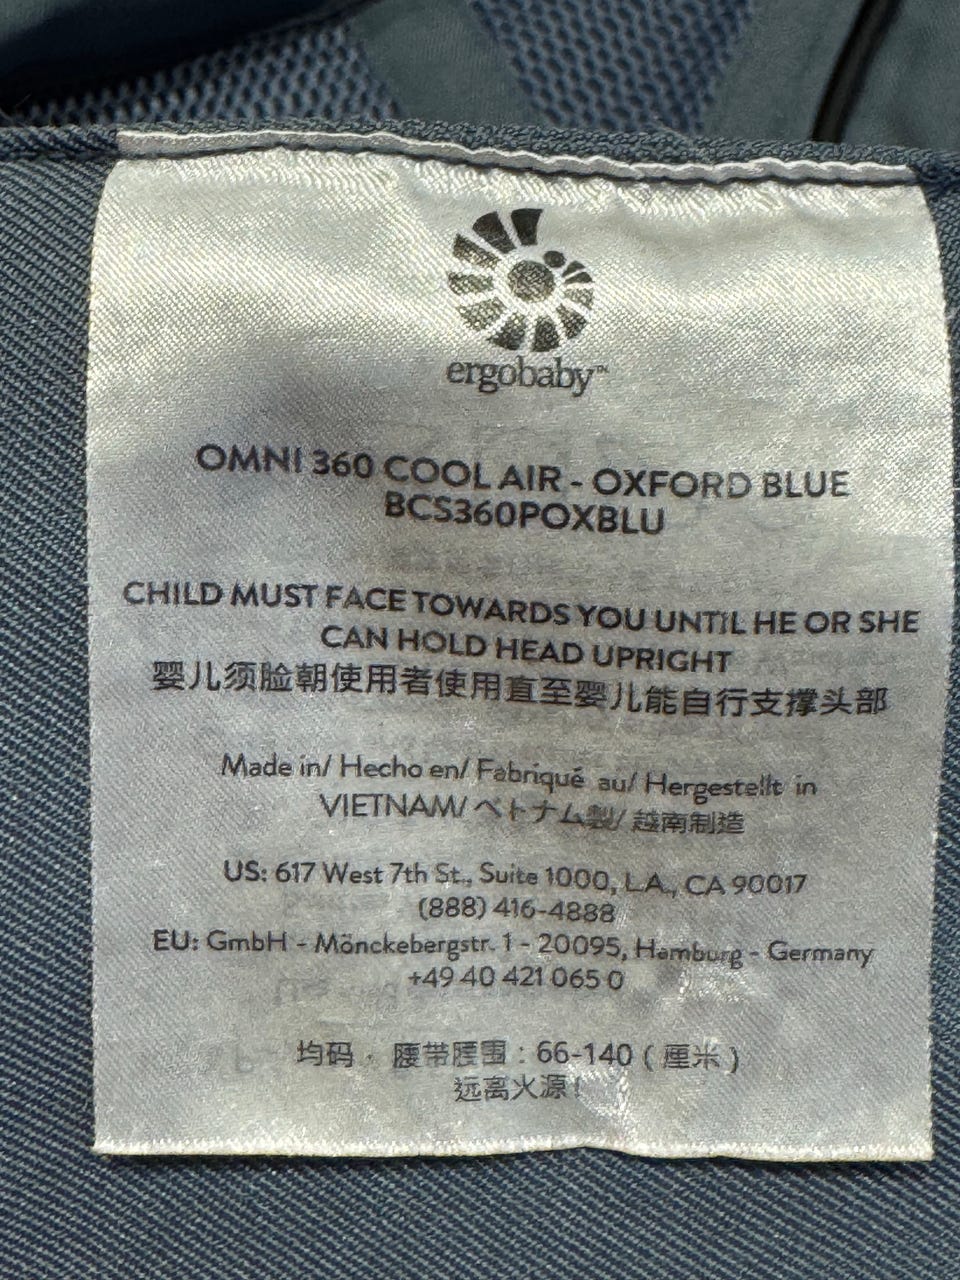 ergobaby™
OMNI 360 COOL AIR - OXFORD BLUE
BCS360POXBLU
CHILD MUST FACE TOWARDS YOU UNTIL HE OR SHE
CAN HOLD HEAD UPRIGHT
婴儿须脸朝使用者使用直至婴儿能自行支撑头部
Made in/ Hecho en/ Fabriqué au/ Hergestellt in
VIETNAM/ ベトナム製/ 越南制造
US: 617 West 7th St., Suite 1000, L.A., CA 90017
(888) 416-4888
EU: GmbH - Mönckebergstr. 1 - 20095, Hamburg - Germany
+49 40 421 065 0
均码， 腰带腰围：66-140（厘米）
远离火源！